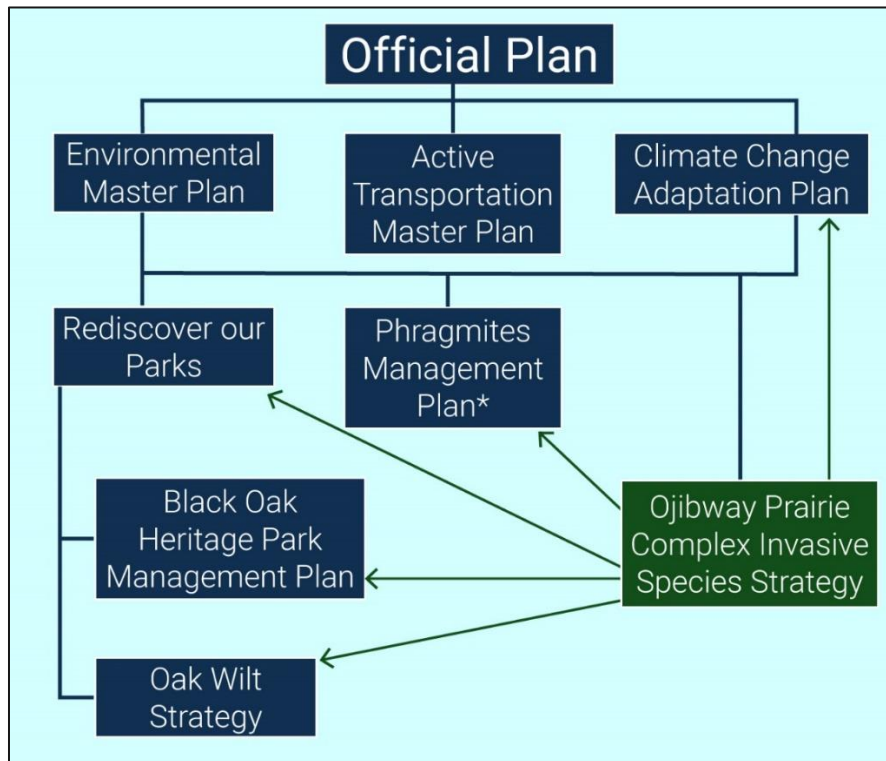 Official Plan
Environmental
Master Plan
Active
Transportation
Master Plan
Climate Change
Adaptation Plan
Rediscover our
Parks
Phragmites
Management
Plan*
Black Oak
Heritage Park
Management Plan
Ojibway Prairie
Complex Invasive
Species Strategy
Oak Wilt
Strategy